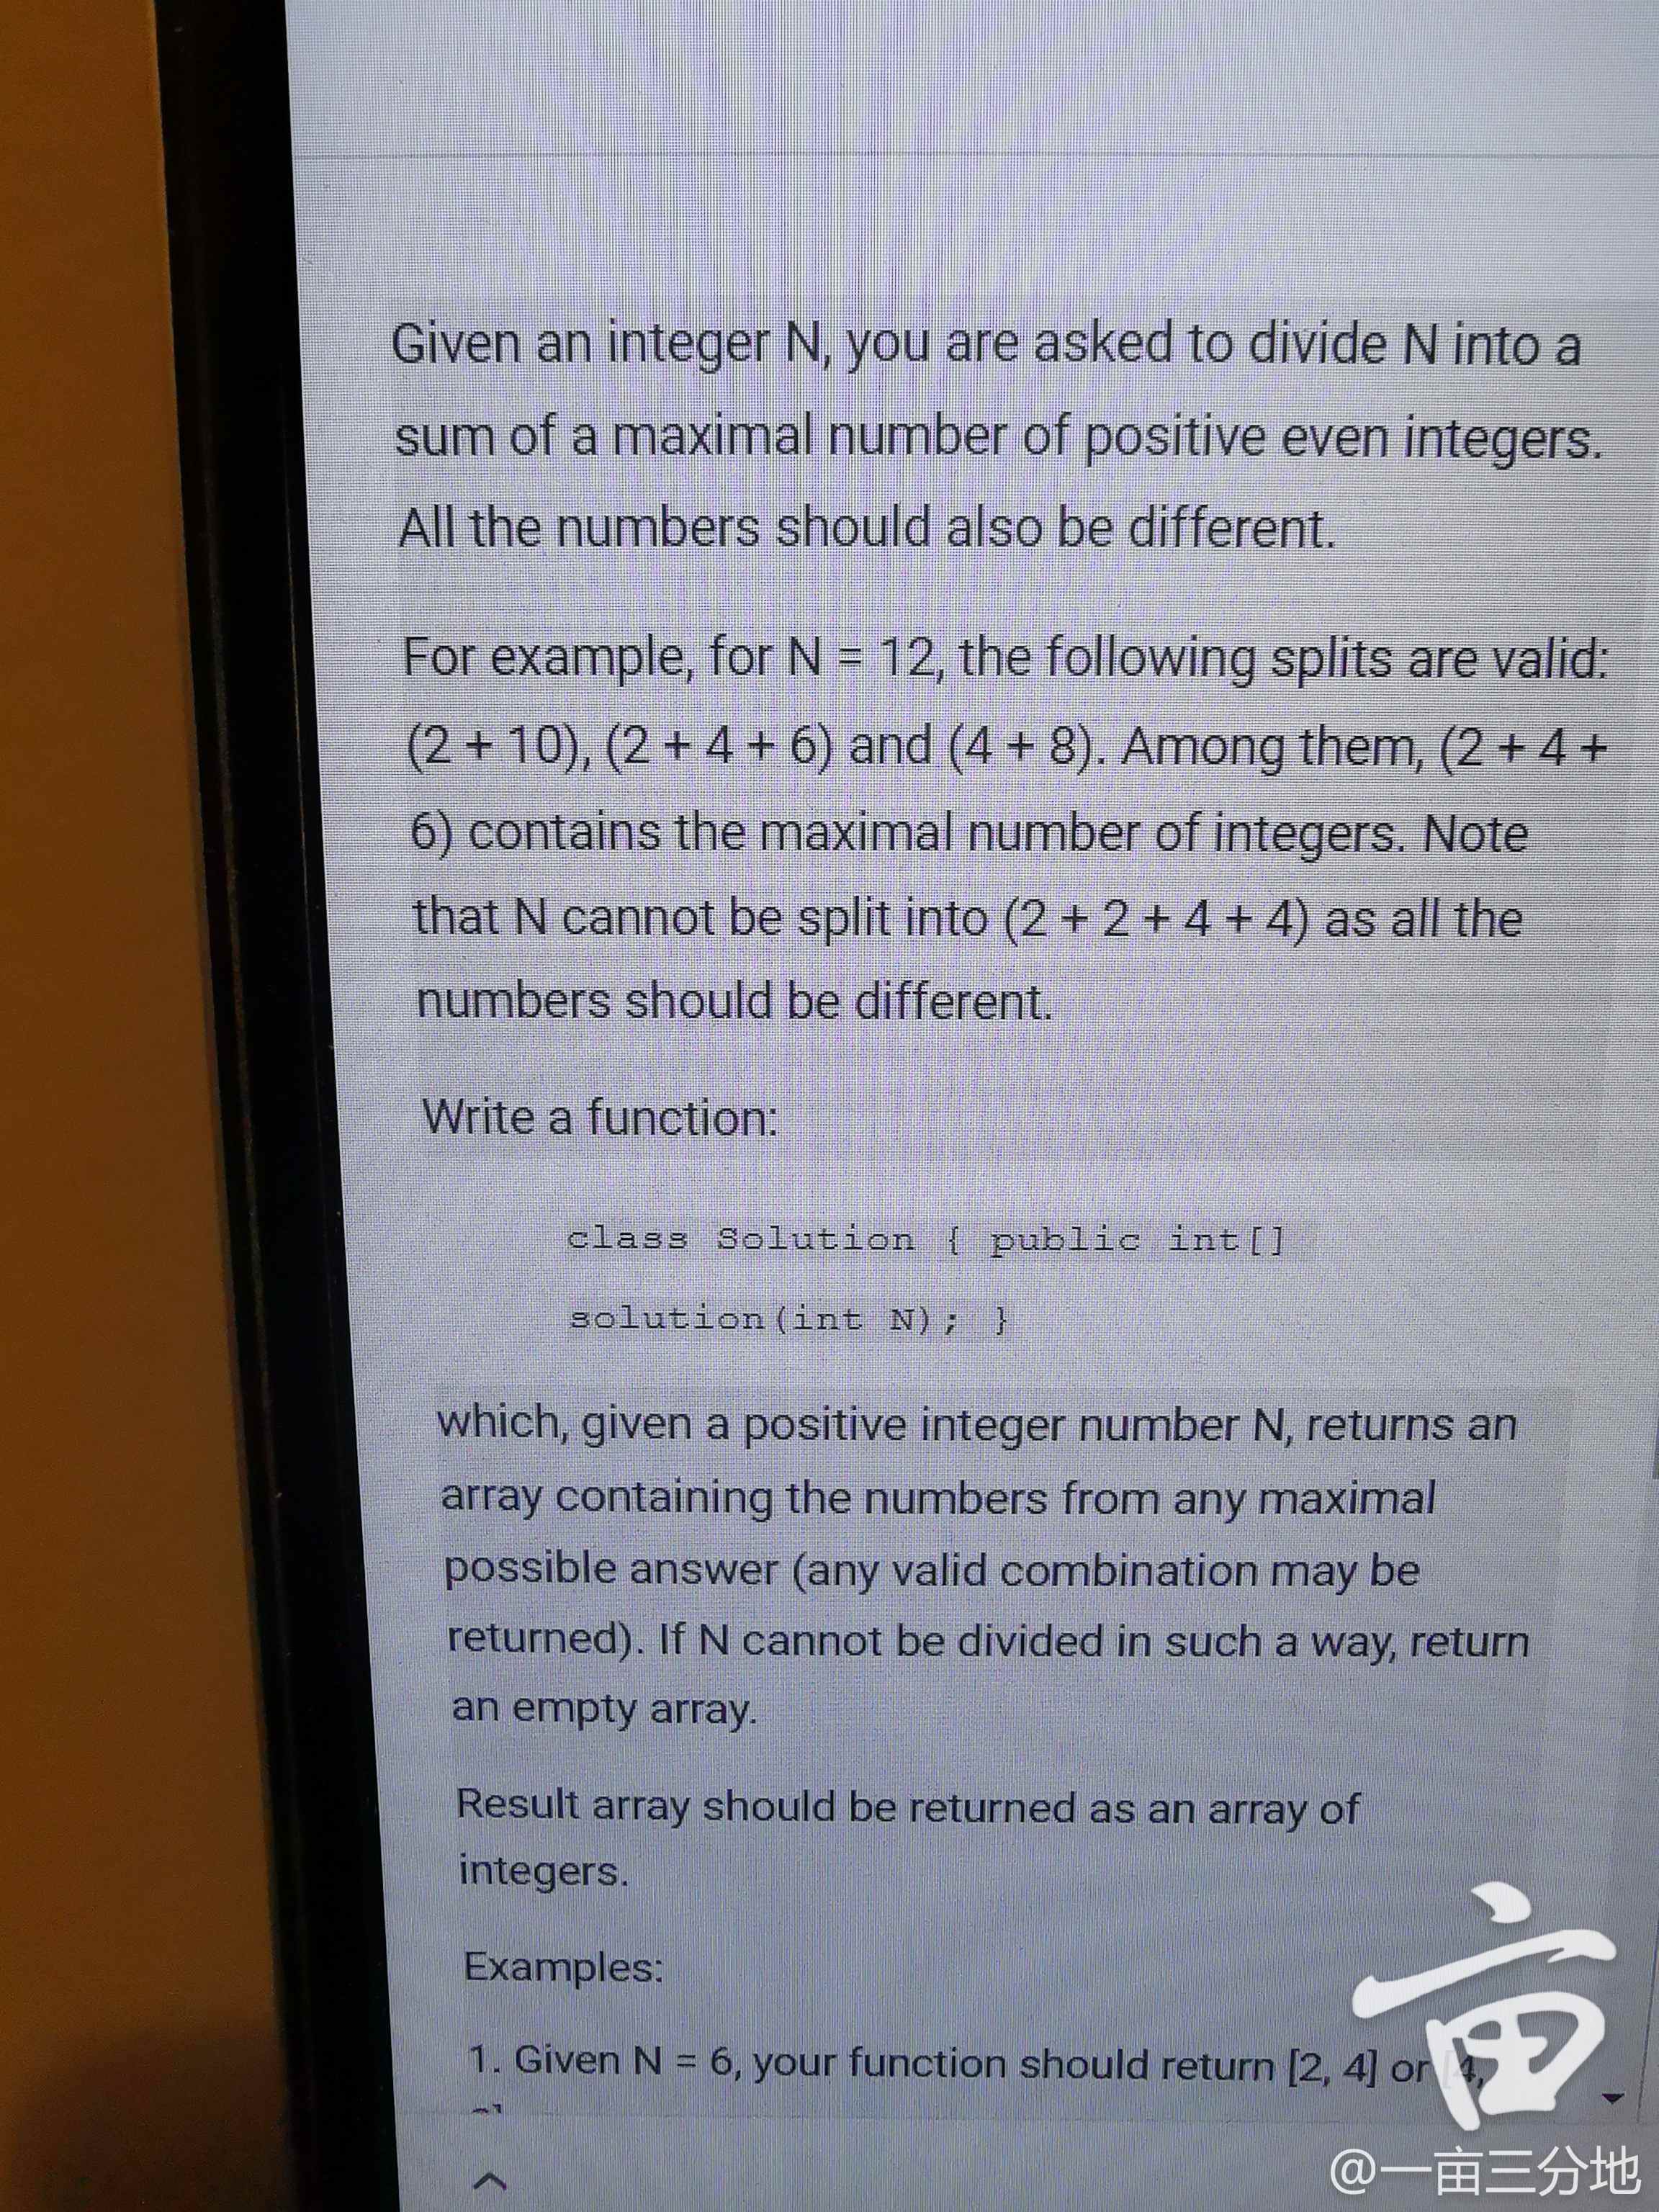 Given an integer N, you are asked to divide N into a
sum of a maximal number of positive even integers.
All the numbers should also be different.
For example, for N = 12, the following splits are valid:
(2 + 10), (2 + 4 + 6) and (4 + 8). Among them, (2 + 4 +
6) contains the maximal number of integers. Note
that N cannot be split into (2 + 2 + 4 + 4) as all the
numbers should be different.
Write a function:
class Solution { public int[]
solution(int N); }
which, given a positive integer number N, returns an
array containing the numbers from any maximal
possible answer (any valid combination may be
returned). If N cannot be divided in such a way, return
an empty array.
Result array should be returned as an array of
integers.
Examples:
1. Given N = 6, your function should return [2, 4] or [4,
亩
@一亩三分地